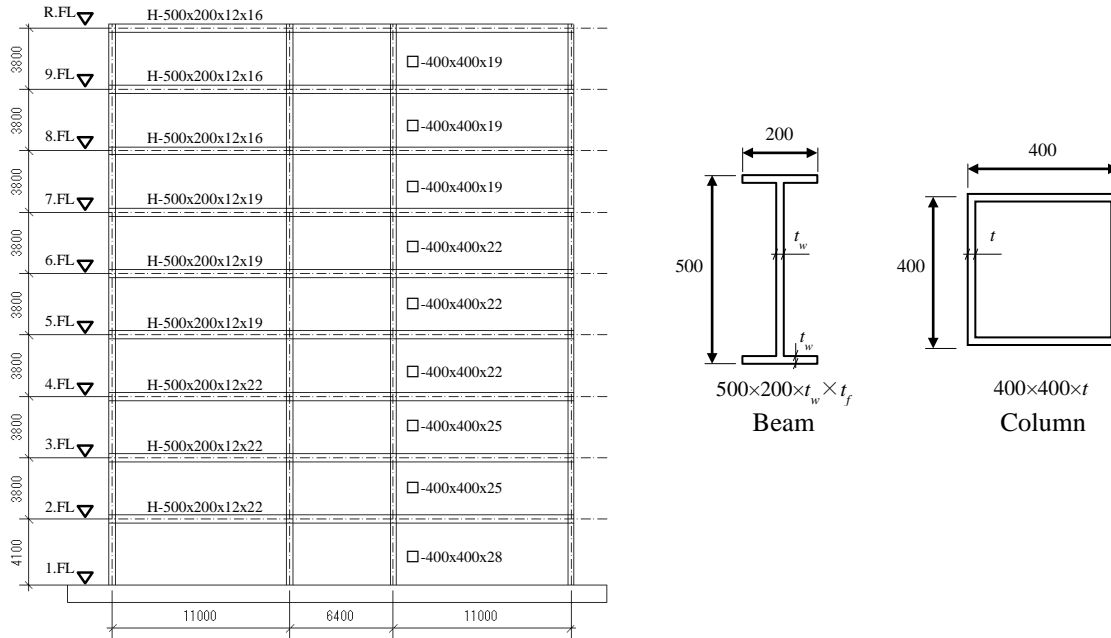 R.FL H-500x200x12x16
3800 □-400x400x19
9.FL H-500x200x12x16
3800 □-400x400x19
8.FL H-500x200x12x16
3800 □-400x400x19
7.FL H-500x200x12x19
3800 □-400x400x22
6.FL H-500x200x12x19
3800 □-400x400x22
5.FL H-500x200x12x19
3800 □-400x400x22
4.FL H-500x200x12x22
3800 □-400x400x25
3.FL H-500x200x12x22
3800 □-400x400x25
2.FL H-500x200x12x22
4100 □-400x400x28
1.FL
11000 6400 11000
200
500
t_w
t_w
500×200×t_w×t_f
Beam
400
400
t
400×400×t
Column